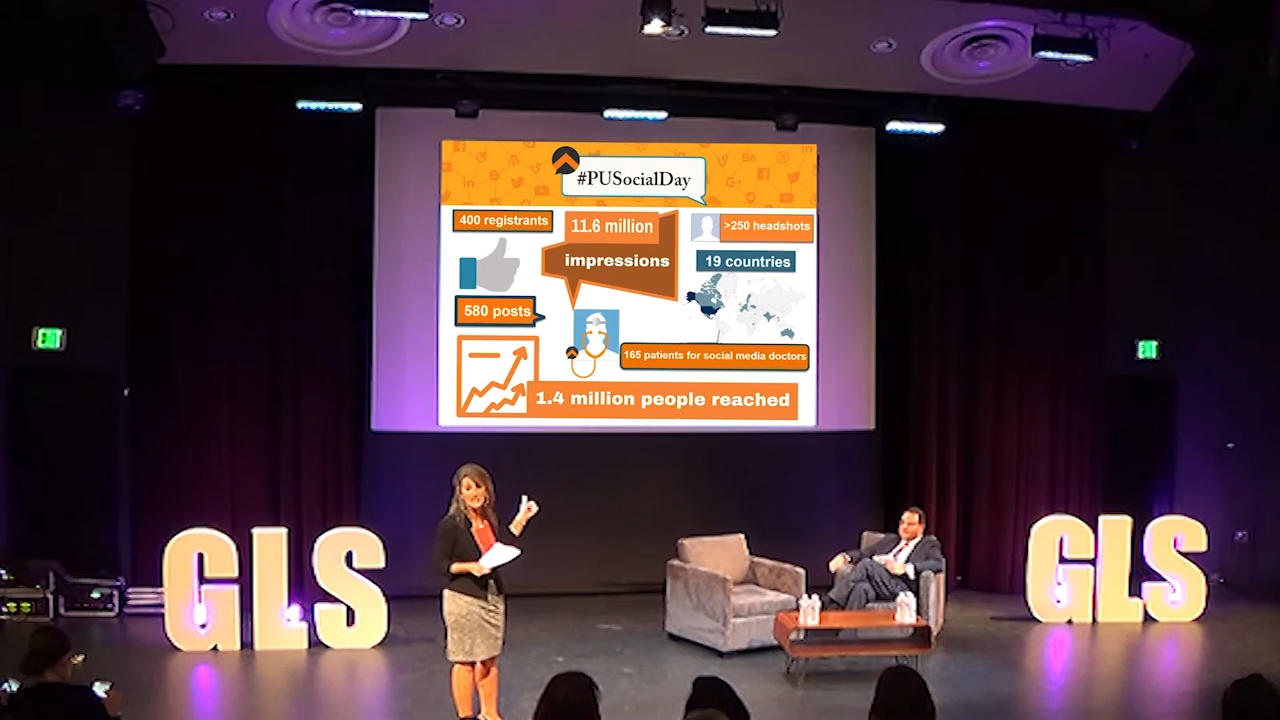 #PUSocialDay
400 registrants
11.6 million
impressions
>250 headshots
19 countries
580 posts
165 patients for social media doctors
1.4 million people reached
EXIT
EXIT
GLS
GLS